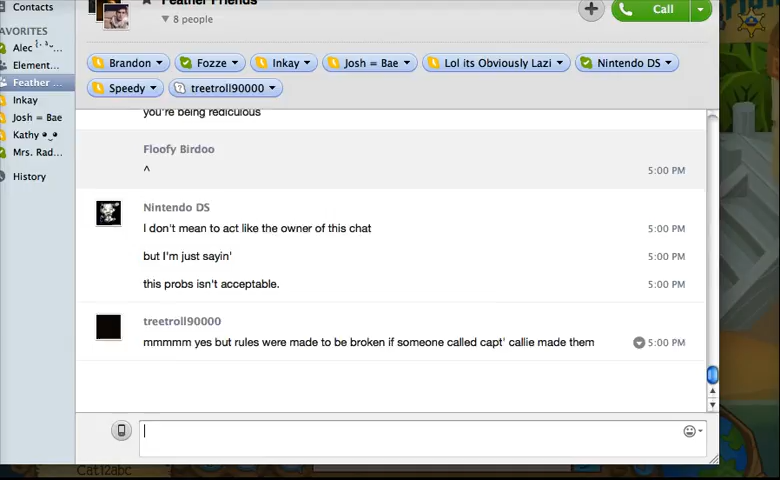 Contacts
Feather Friends
8 people
Call
AVORITES
Alec
Element...
Feather ...
Inkay
Josh = Bae
Kathy
Mrs. Rad...
History
Brandon
Fozze
Inkay
Josh = Bae
Lol its Obviously Lazi
Nintendo DS
Speedy
treetroll90000
you're being rediculous
Floofy Birdoo
^ 5:00 PM
Nintendo DS
I don't mean to act like the owner of this chat 5:00 PM
but I'm just sayin' 5:00 PM
this probs isn't acceptable. 5:00 PM
treetroll90000
mmmmm yes but rules were made to be broken if someone called capt' callie made them 5:00 PM
Cat12abc